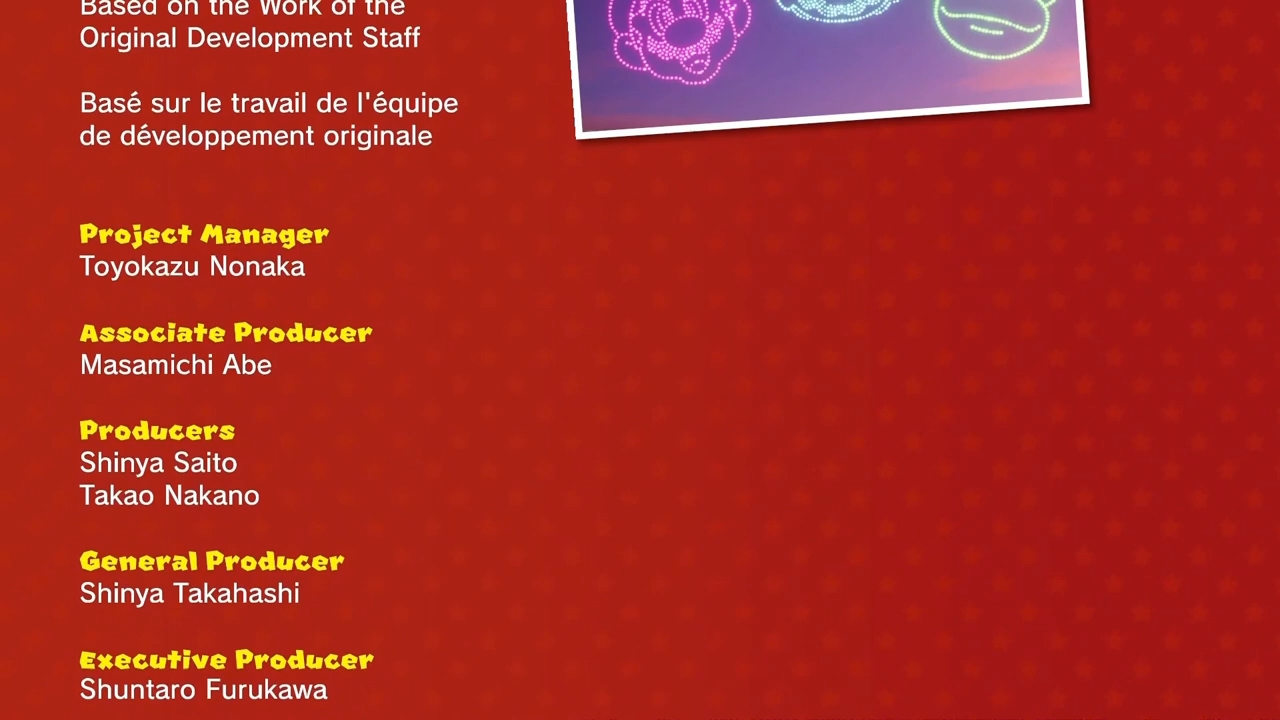 Based on the Work of the
Original Development Staff
Basé sur le travail de l'équipe
de développement originale
Project Manager
Toyokazu Nonaka
Associate Producer
Masamichi Abe
Producers
Shinya Saito
Takao Nakano
General Producer
Shinya Takahashi
Executive Producer
Shuntaro Furukawa